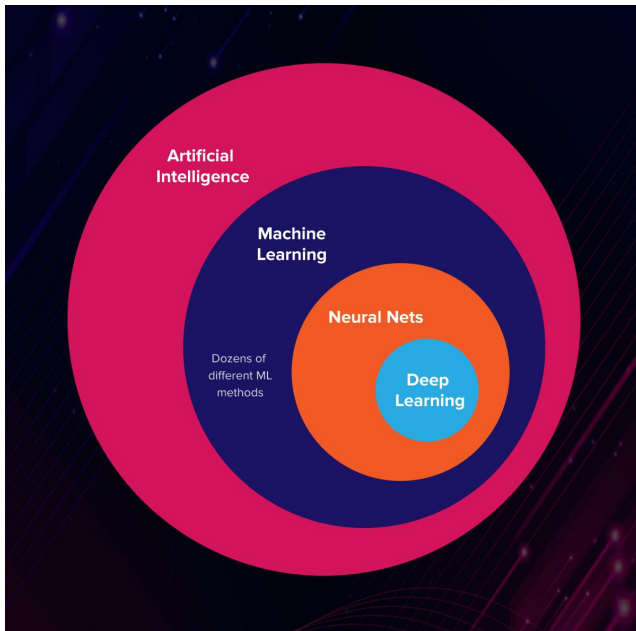 Artificial
Intelligence
Machine
Learning
Neural Nets
Dozens of
different ML
methods
Deep
Learning